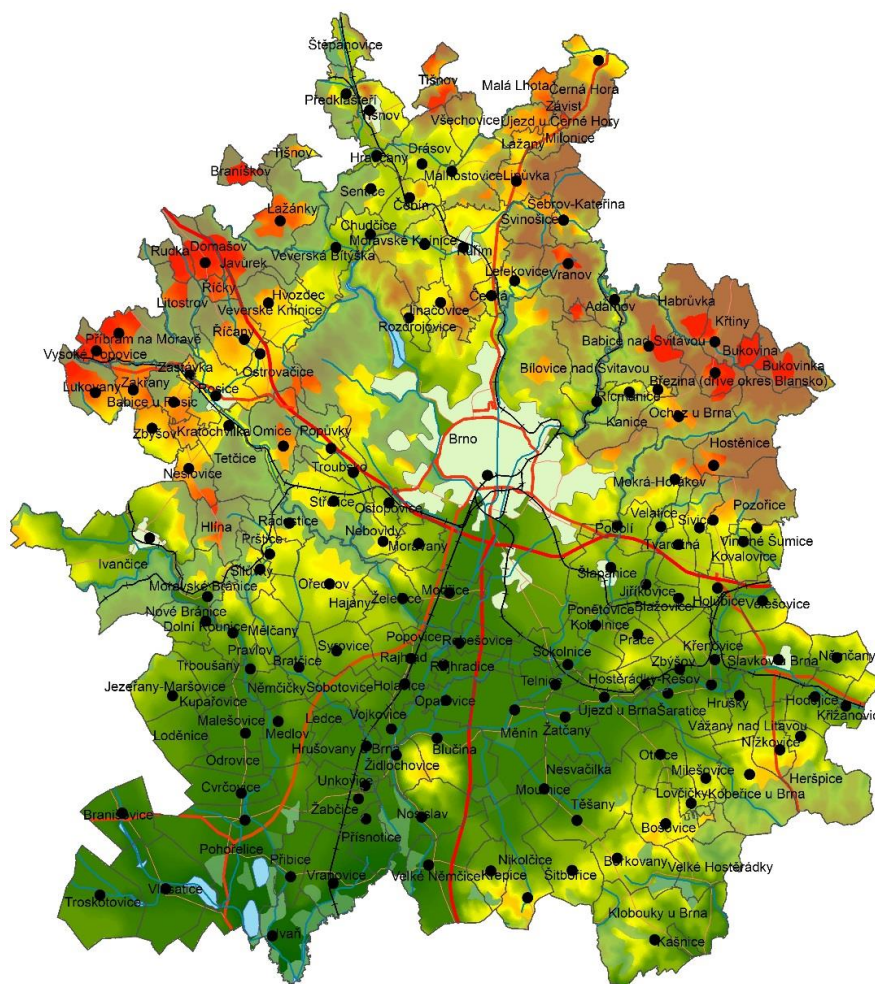 Štěpánovice
Tišnov
Malá Lhota
Černá Hora
Předklášteří
Závist
Tišnov
Všechovice
Újezd u Černé Hory
Milonice
Drásov
Lažany
Tišnov
Hradčany
Malhostovice
Lipůvka
Braníškov
Sentice
Čebín
Šebrov-Kateřina
Lažánky
Svinošice
Chudčice
Moravské Knínice
Kuřim
Rudka
Domašov
Veverská Bítýška
Javůrek
Lelekovice
Vranov
Říčky
Litostrov
Hvozdec
Česká
Adamov
Habrůvka
Veverské Knínice
Jinačovice
Křtiny
Rozdrojovice
Příbram na Moravě
Říčany
Babice nad Svitavou
Bukovina
Vysoké Popovice
Zastávka
Ostrovačice
Bílovice nad Svitavou
Bukovinka
Lukovany
Zakřany
Rosice
Březina (dříve okres Blansko)
Babice u Rosic
Řícmanice
Ochoz u Brna
Zbýšov
Kratochvilka
Omice
Popůvky
Brno
Kanice
Tetčice
Hostěnice
Neslovice
Troubsko
Mokrá-Horákov
Střelice
Ostopovice
Hlína
Radostice
Nebovidy
Velatice
Pozořice
Podolí
Sivice
Ivančice
Prštice
Moravany
Tvarožná
Viničné Šumice
Kovalovice
Silůvky
Šlapanice
Moravské Bránice
Ořechov
Modřice
Jiříkovice
Hajany
Želešice
Blažovice
Holubice
Velešovice
Nové Bránice
Ponětovice
Dolní Kounice
Kobylnice
Mělčany
Popovice
Rebešovice
Prace
Křenovice
Pravlov
Syrovice
Rajhrad
Sokolnice
Zbýšov
Slavkov u Brna
Němčany
Trboušany
Bratčice
Rajhradice
Jezeřany-Maršovice
Němčičky
Sobotovice
Holasice
Telnice
Hostěrádky-Rešov
Kupařovice
Opatovice
Újezd u Brna
Šaratice
Hrušky
Hodějice
Malešovice
Ledce
Vojkovice
Měnín
Žatčany
Vážany nad Litavou
Křižanovice
Loděnice
Medlov
Hrušovany u Brna
Blučina
Nížkovice
Odrovice
Židlochovice
Otnice
Unkovice
Nesvačilka
Milešovice
Heršpice
Cvrčovice
Moutnice
Lovčičky
Kobeřice u Brna
Žabčice
Branišovice
Nosislav
Těšany
Bošovice
Přísnotice
Pohořelice
Přibice
Nikolčice
Borkovany
Vranovice
Velké Němčice
Křepice
Šitbořice
Velké Hostěrádky
Troskotovice
Vlasatice
Klobouky u Brna
Ivaň
Kašnice